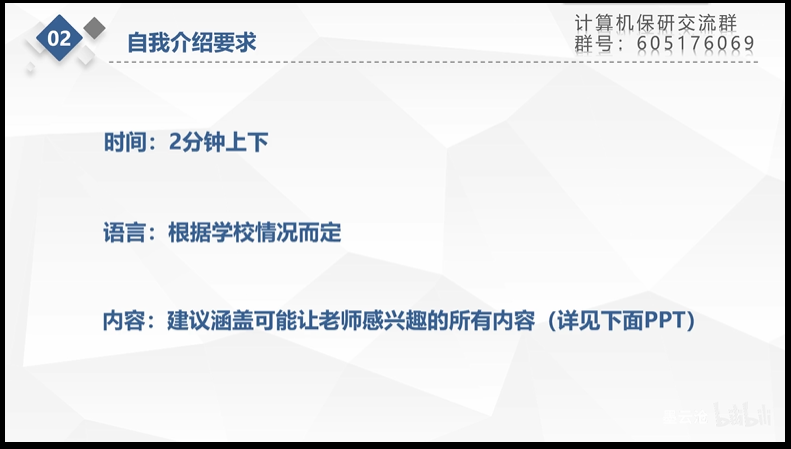 02
自我介绍要求
计算机保研交流群
群号：605176069
时间：2分钟上下
语言：根据学校情况而定
内容：建议涵盖可能让老师感兴趣的所有内容（详见下面PPT）
bilibili